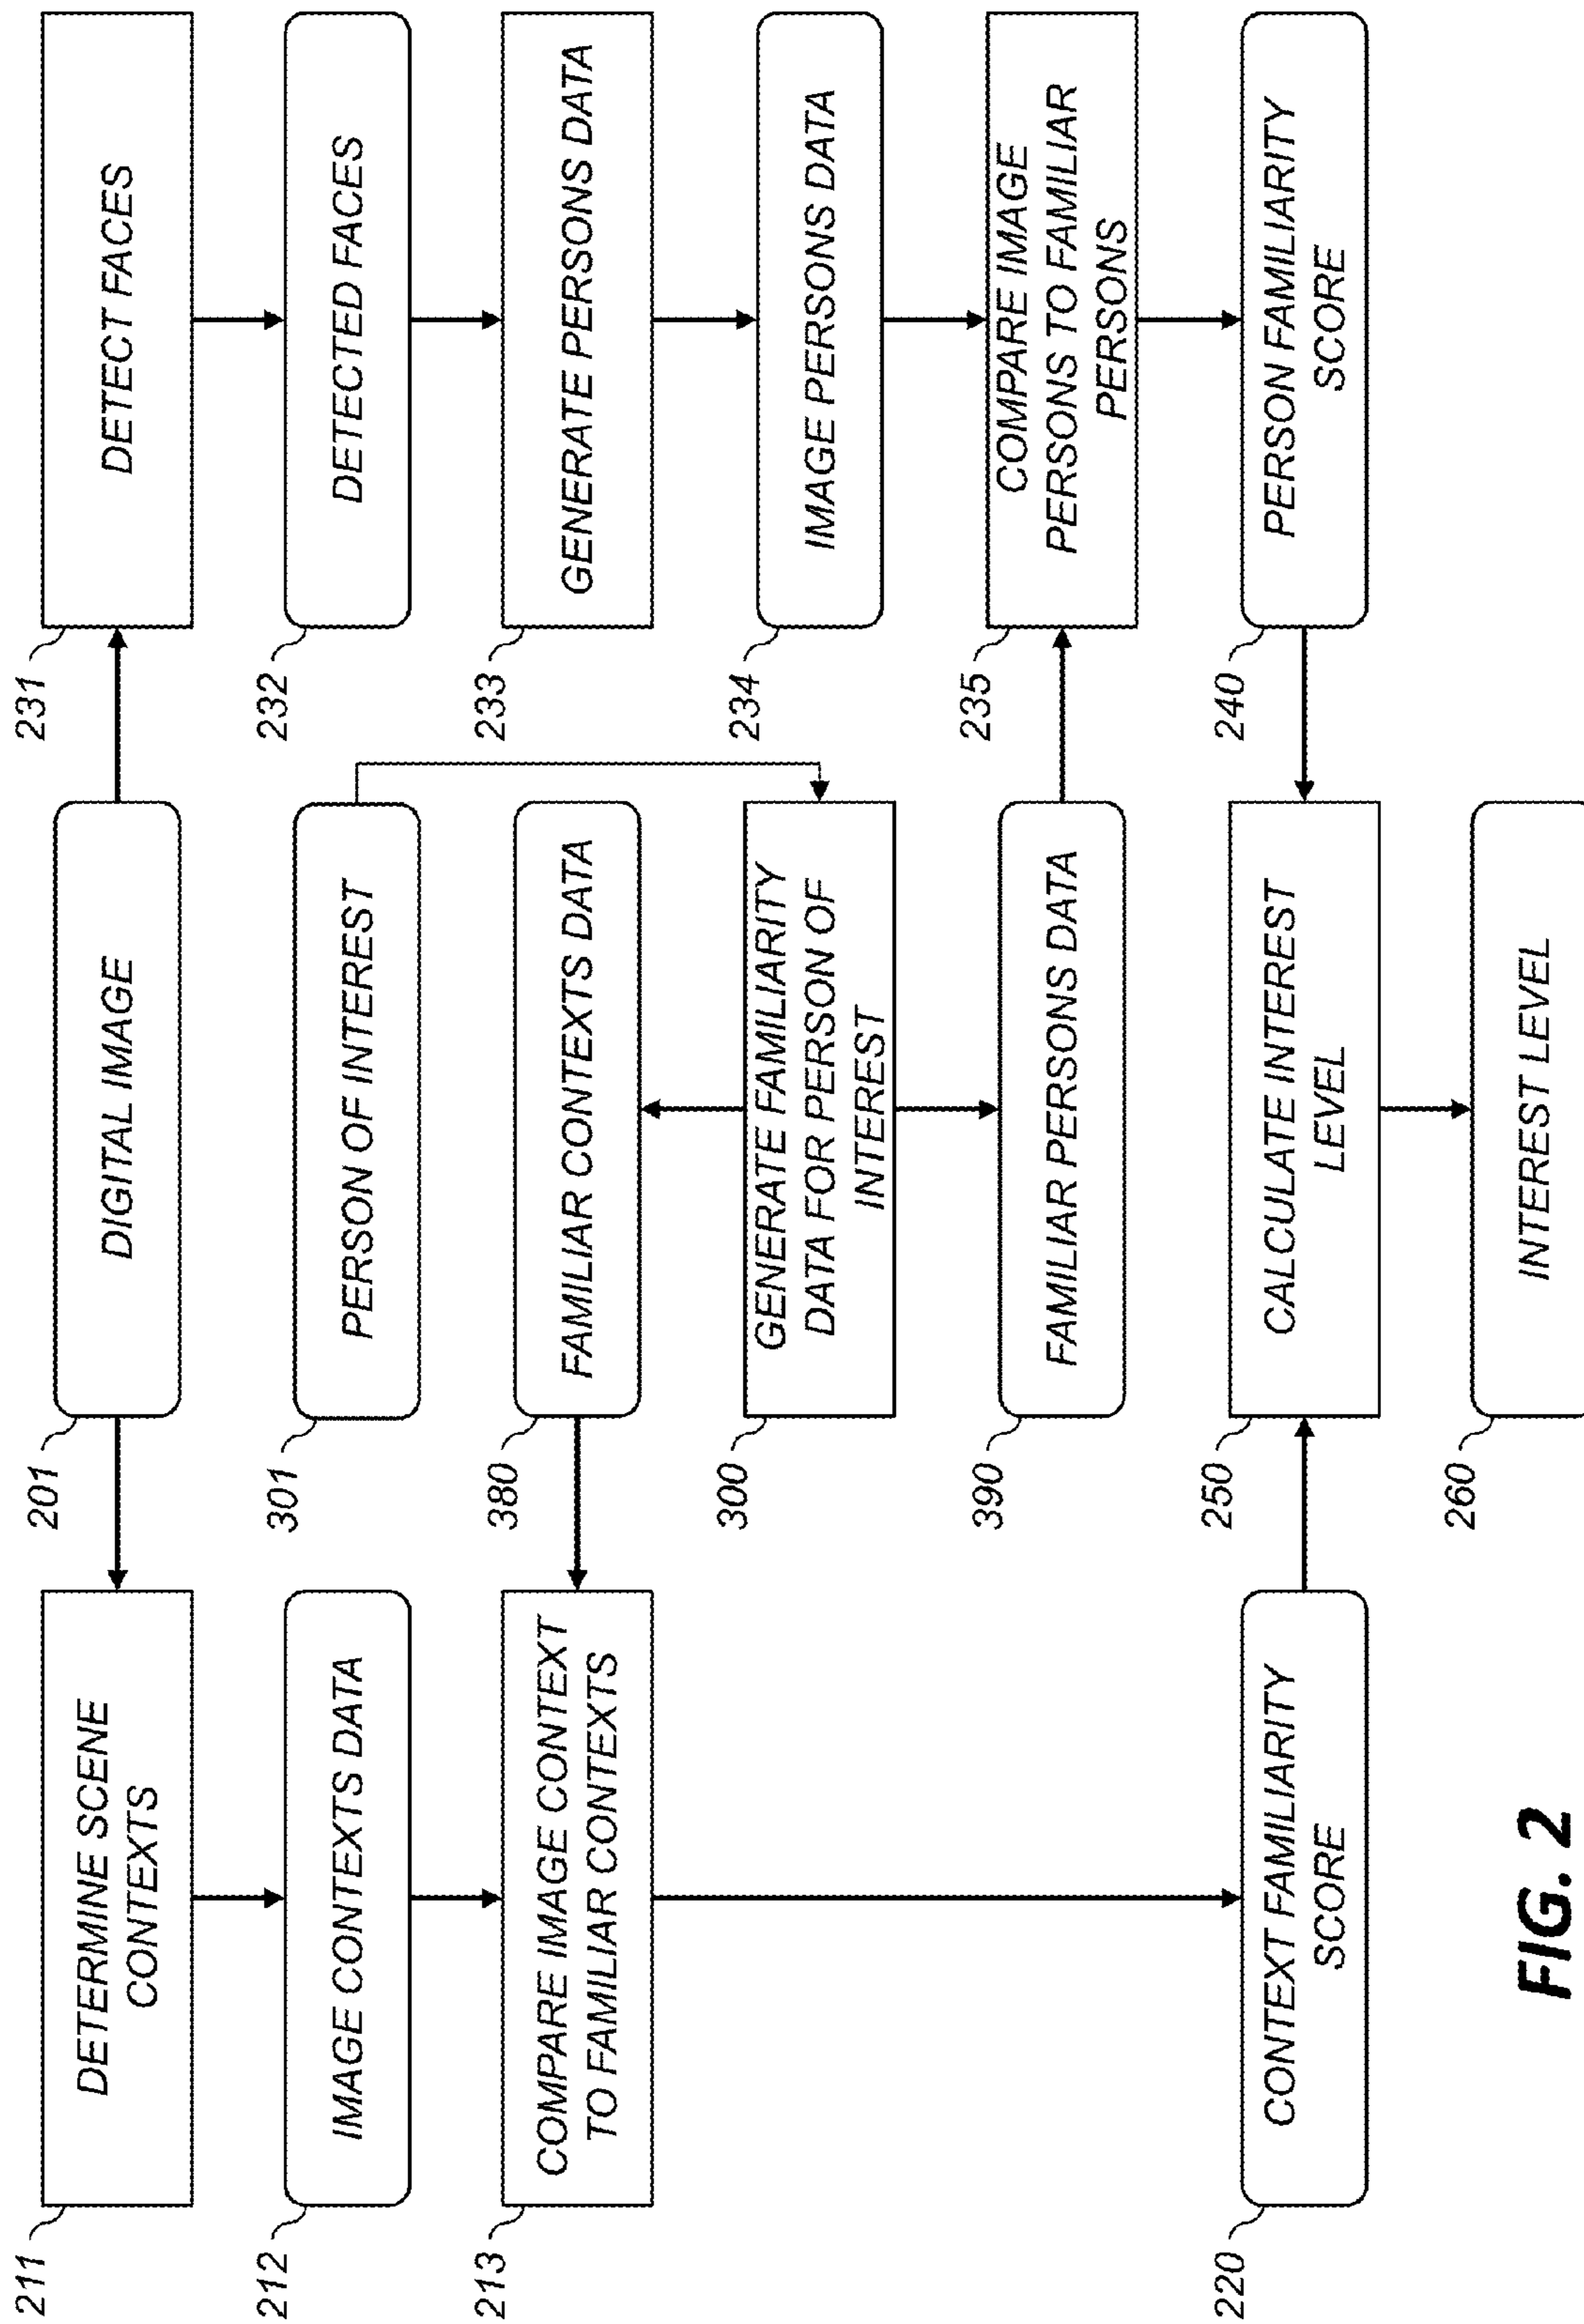 211
DETERMINE SCENE
CONTEXTS
201
DIGITAL IMAGE
231
DETECT FACES
212
IMAGE CONTEXTS DATA
301
PERSON OF INTEREST
232
DETECTED FACES
213
COMPARE IMAGE CONTEXT
TO FAMILIAR CONTEXTS
380
FAMILIAR CONTEXTS DATA
233
GENERATE PERSONS DATA
300
GENERATE FAMILIARITY
DATA FOR PERSON OF
INTEREST
234
IMAGE PERSONS DATA
390
FAMILIAR PERSONS DATA
235
COMPARE IMAGE
PERSONS TO FAMILIAR
PERSONS
220
CONTEXT FAMILIARITY
SCORE
250
CALCULATE INTEREST
LEVEL
240
PERSON FAMILIARITY
SCORE
260
INTEREST LEVEL
FIG. 2